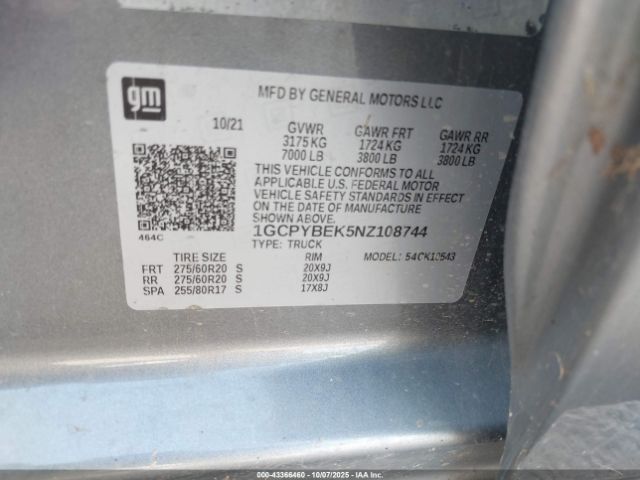 gm
MFD BY GENERAL MOTORS LLC
10/21 GVWR GAWR FRT GAWR RR
3175 KG 1724 KG 1724 KG
7000 LB 3800 LB 3800 LB
THIS VEHICLE CONFORMS TO ALL
APPLICABLE U.S. FEDERAL MOTOR
VEHICLE SAFETY STANDARDS IN EFFECT
ON THE DATE OF MANUFACTURE
SHOWN ABOVE.
464C
1GCPYBEK5NZ108744
TYPE: TRUCK MODEL: 54CK10543
TIRE SIZE RIM
FRT 275/60R20 S 20X9J
RR 275/60R20 S 20X9J
SPA 255/80R17 S 17X8J
000-43366460 - 10/07/2025 - IAAI.COM